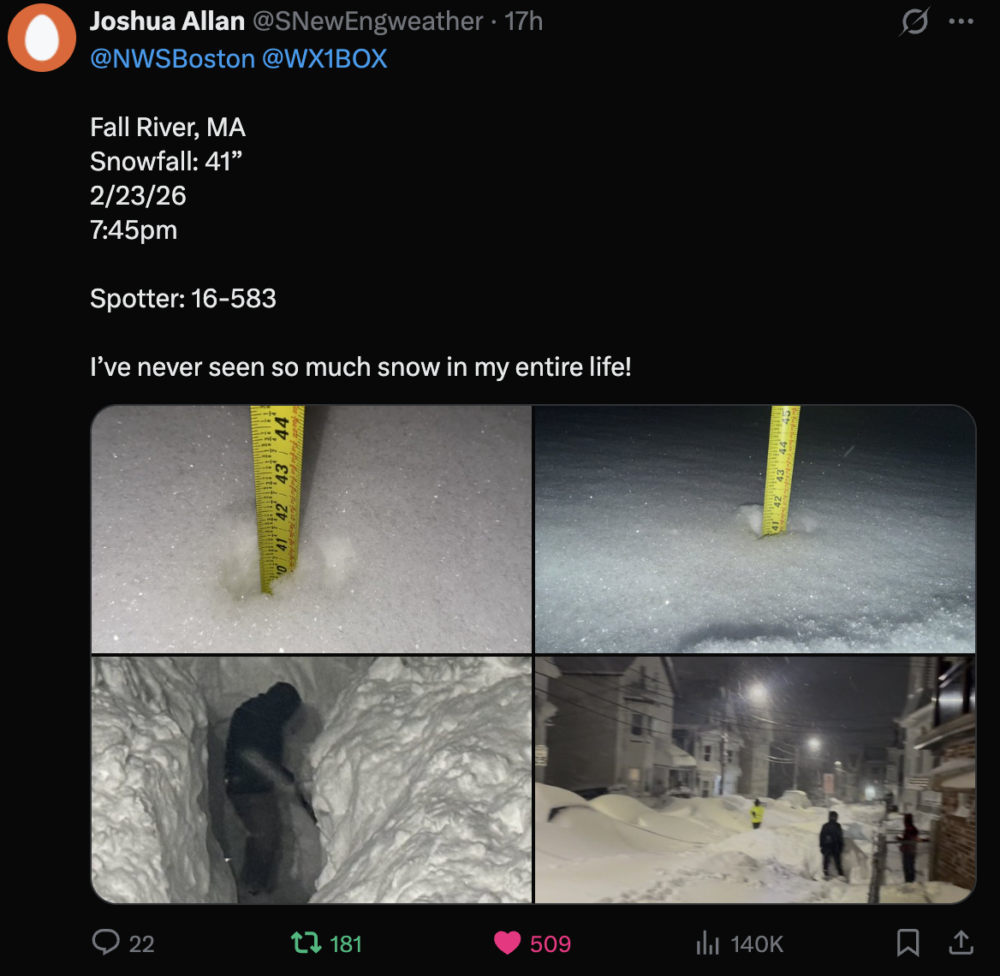 Joshua Allan @SNewEngweather · 17h
@NWSBoston @WX1BOX
Fall River, MA
Snowfall: 41”
2/23/26
7:45pm
Spotter: 16-583
I’ve never seen so much snow in my entire life!
44
43
42
41
45
44
43
42
41
22 181 509 140K